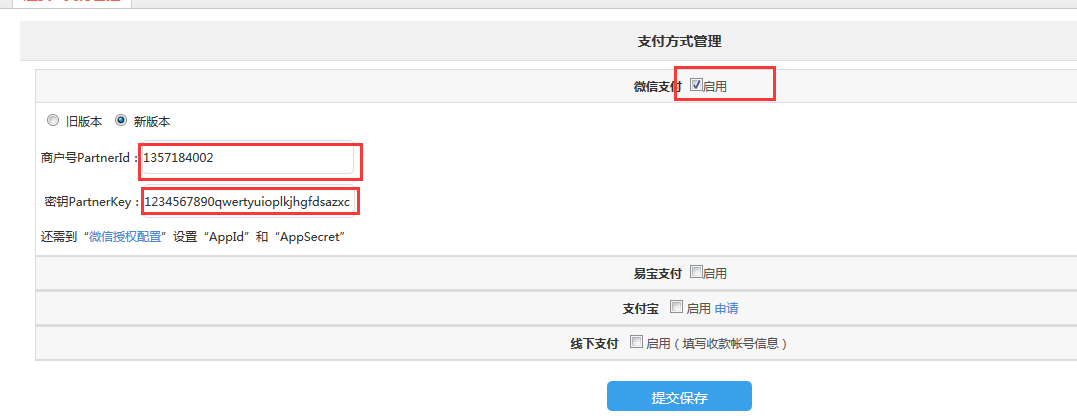 支付方式管理
微信支付 启用
旧版本 新版本
商户号PartnerId：1357184002
密钥PartnerKey：1234567890qwertyuioplkjhgfdsazxc
还需到“微信授权配置”设置“AppId”和“AppSecret”
易宝支付 启用
支付宝 启用 申请
线下支付 启用（填写收款帐号信息）
提交保存